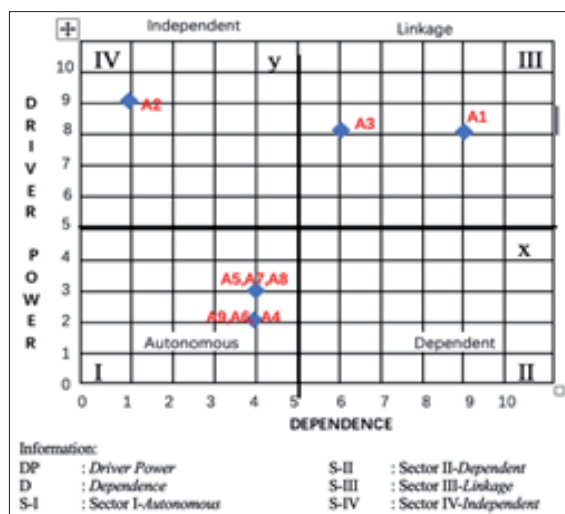 Independent Linkage
IV y III
10
9
8
7
6
5
4
3
2
1
0
DRIVER
POWER
A2
A3
A1
x
A5,A7,A8
A9,A6 A4
Autonomous Dependent
I II
0 1 2 3 4 5 6 7 8 9 10
DEPENDENCE
Information:
DP : Driver Power S-II : Sector II-Dependent
D : Dependence S-III : Sector III-Linkage
S-I : Sector I-Autonomous S-IV : Sector IV-Independent